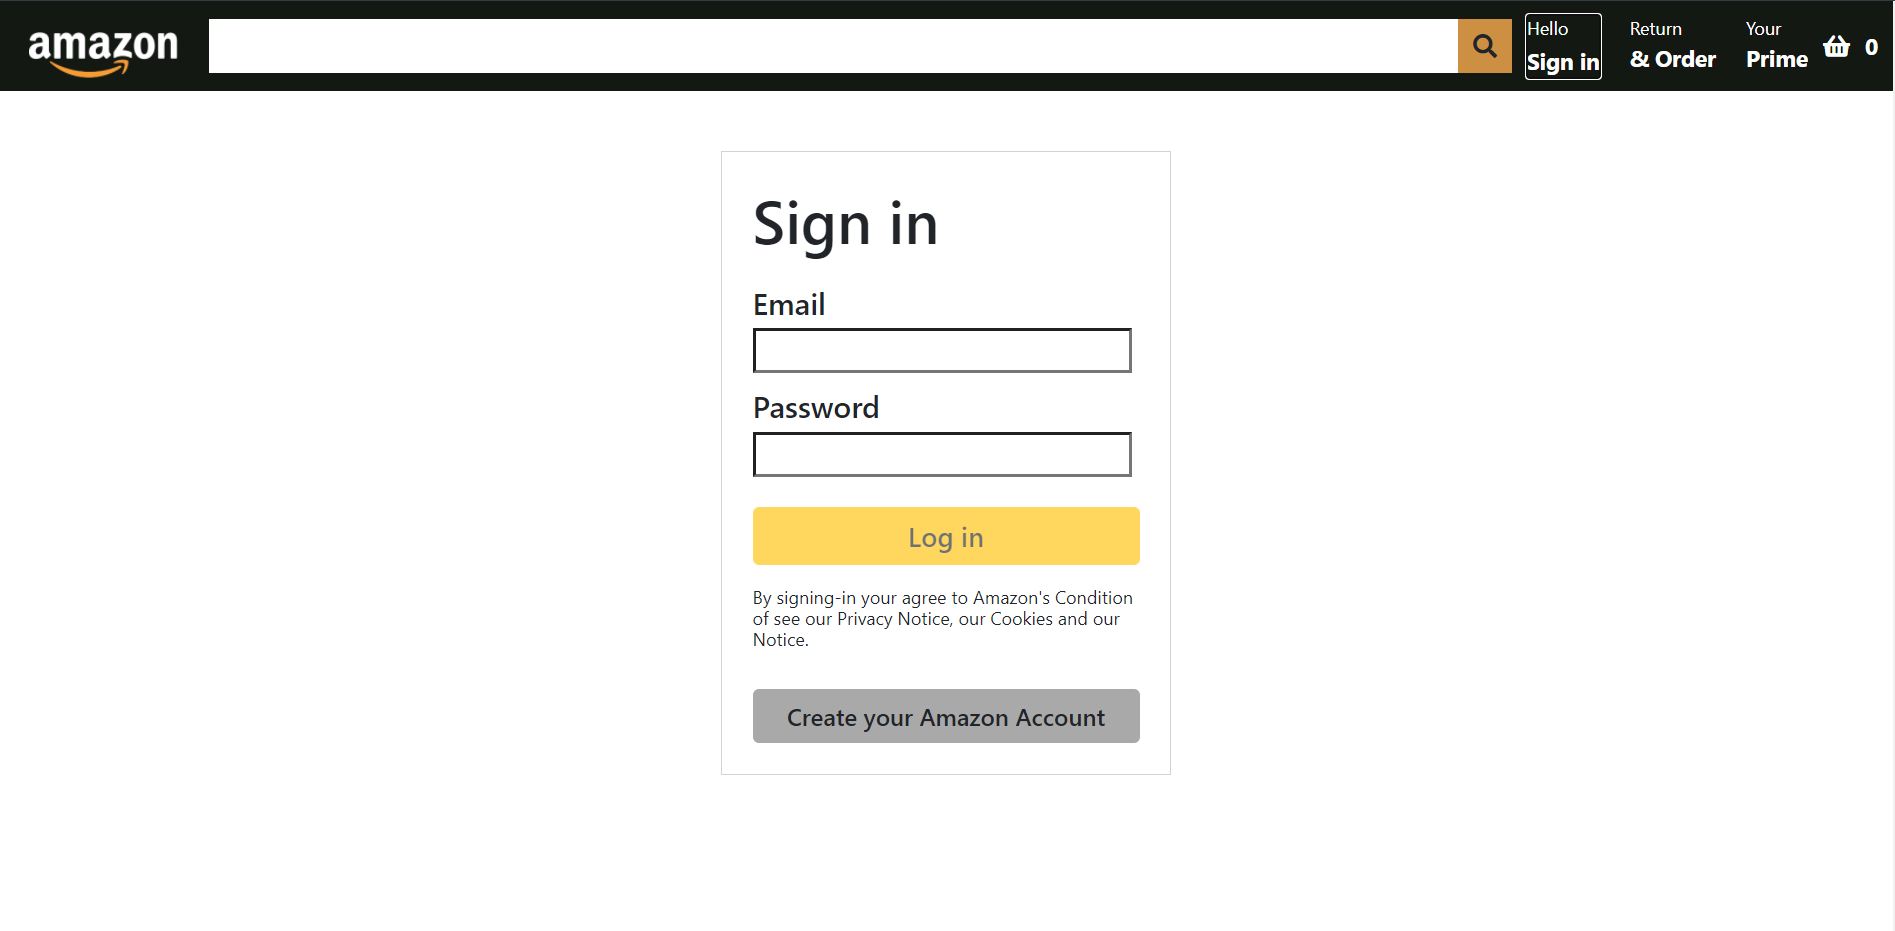 amazon
Hello
Sign in
Return
& Order
Your
Prime
0
Sign in
Email
Password
Log in
By signing-in your agree to Amazon's Condition
of see our Privacy Notice, our Cookies and our
Notice.
Create your Amazon Account